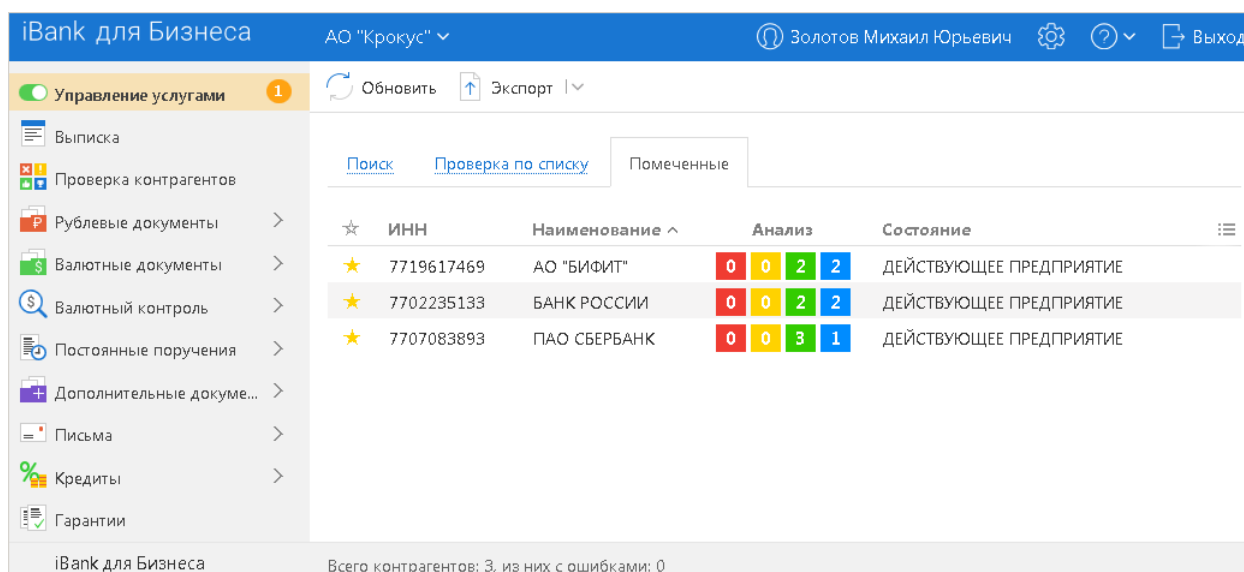 iBank для Бизнеса
АО "Крокус"
Золотов Михаил Юрьевич
Выход
Управление услугами 1
Выписка
Проверка контрагентов
Рублевые документы
Валютные документы
Валютный контроль
Постоянные поручения
Дополнительные докуме...
Письма
Кредиты
Гарантии
iBank для Бизнеса
Обновить Экспорт
Поиск Проверка по списку Помеченные
ИНН Наименование Анализ Состояние
7719617469 АО "БИФИТ" 0 0 2 2 ДЕЙСТВУЮЩЕЕ ПРЕДПРИЯТИЕ
7702235133 БАНК РОССИИ 0 0 2 2 ДЕЙСТВУЮЩЕЕ ПРЕДПРИЯТИЕ
7707083893 ПАО СБЕРБАНК 0 0 3 1 ДЕЙСТВУЮЩЕЕ ПРЕДПРИЯТИЕ
Всего контрагентов: 3, из них с ошибками: 0